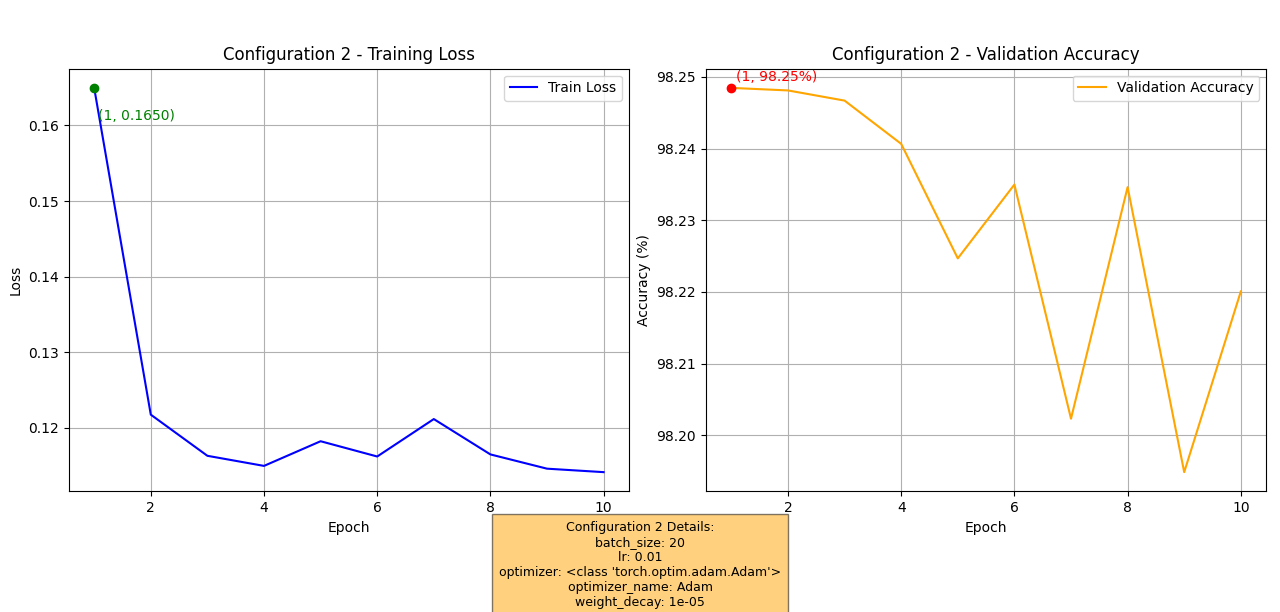 Configuration 2 - Training Loss
Train Loss
(1, 0.1650)
0.16
0.15
0.14
0.13
0.12
Loss
2
4
6
8
10
Epoch
Configuration 2 - Validation Accuracy
Validation Accuracy
(1, 98.25%)
98.25
98.24
98.23
98.22
98.21
98.20
Accuracy (%)
2
4
6
8
10
Epoch
Configuration 2 Details:
batch_size: 20
lr: 0.01
optimizer: <class 'torch.optim.adam.Adam'>
optimizer_name: Adam
weight_decay: 1e-05